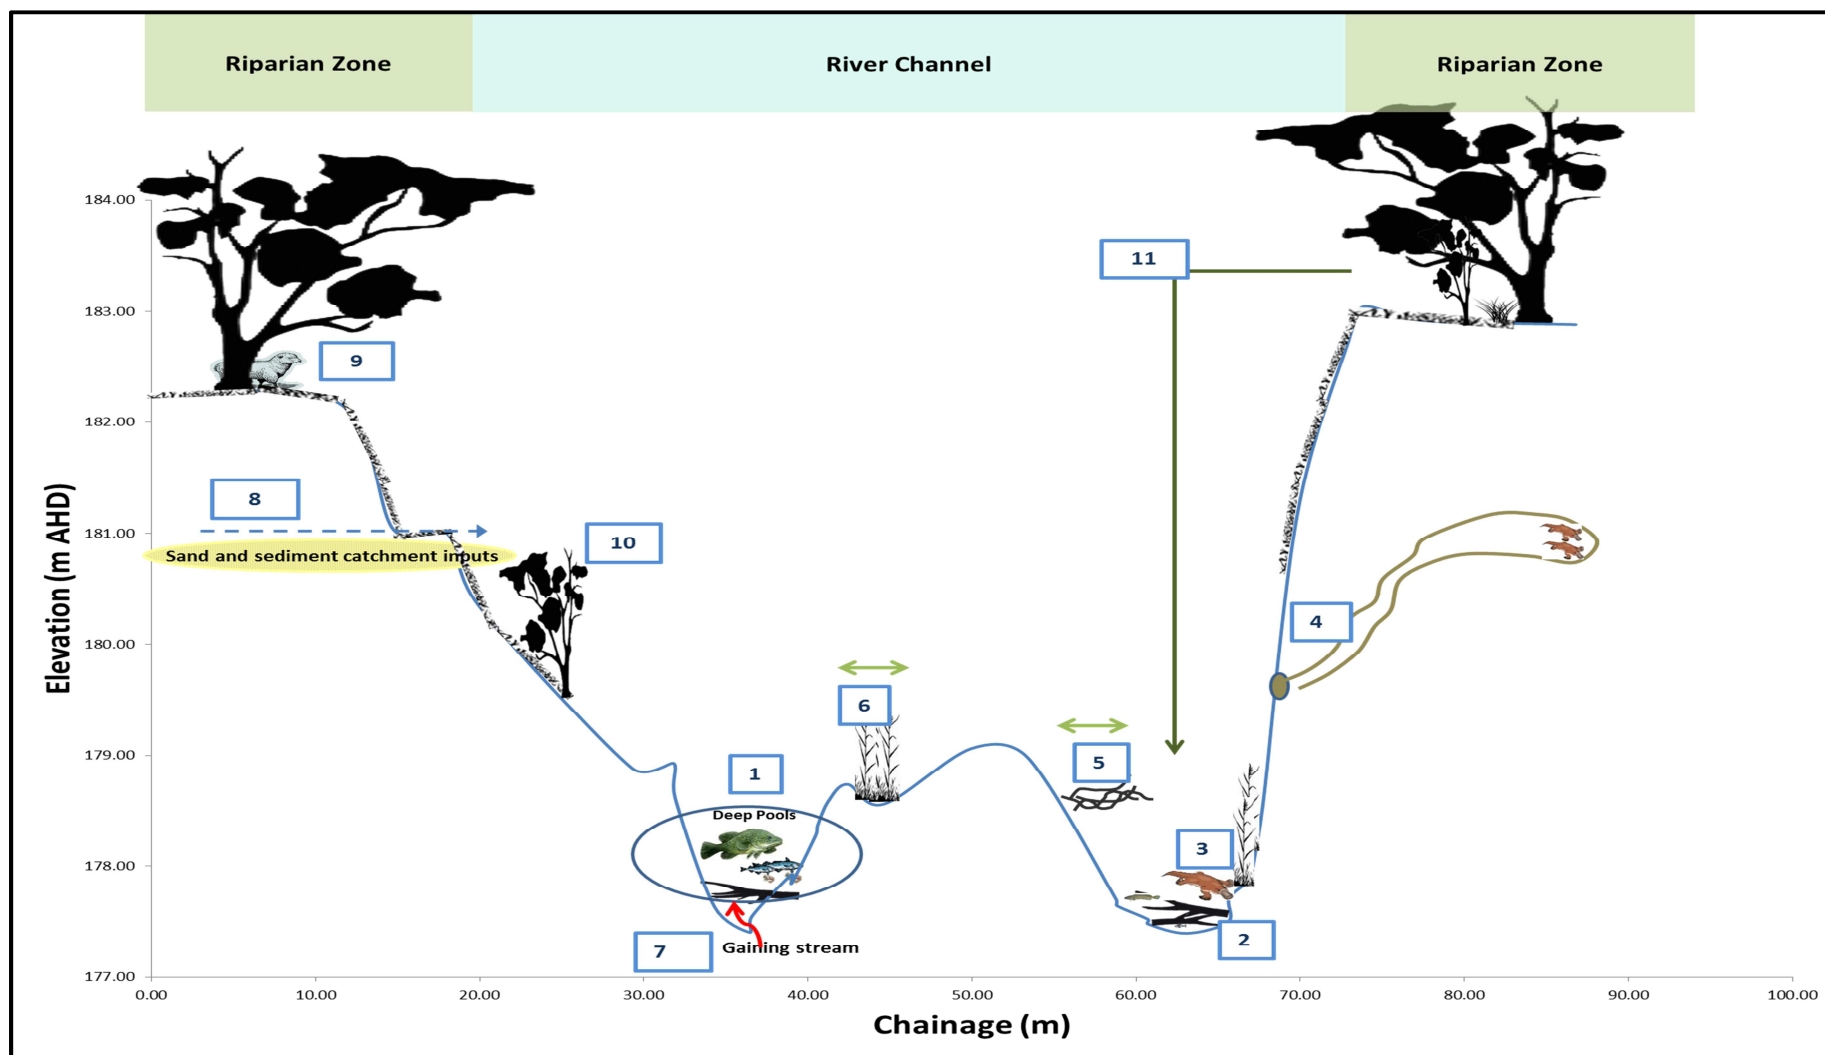 Riparian Zone
River Channel
Riparian Zone
184.00
11
183.00
9
182.00
8
181.00
10
Sand and sediment catchment inputs
4
180.00
6
179.00
5
1
Deep Pools
3
178.00
2
7
Gaining stream
177.00
0.00 10.00 20.00 30.00 40.00 50.00 60.00 70.00 80.00 90.00 100.00
Chainage (m)
Elevation (m AHD)